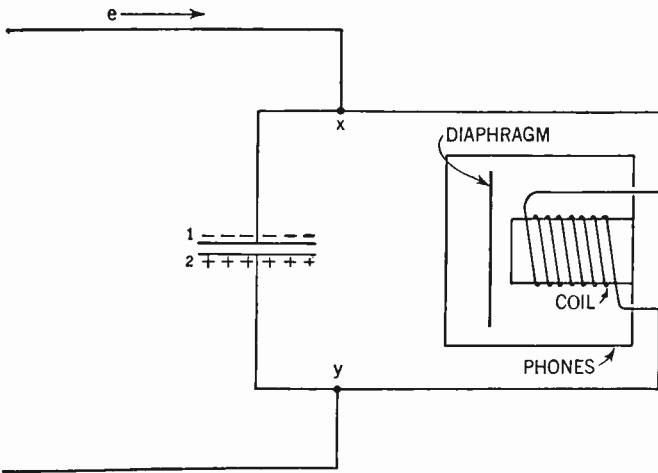 e
x
DIAPHRAGM
1 – – – – – –
2 + + + + + +
COIL
y
PHONES